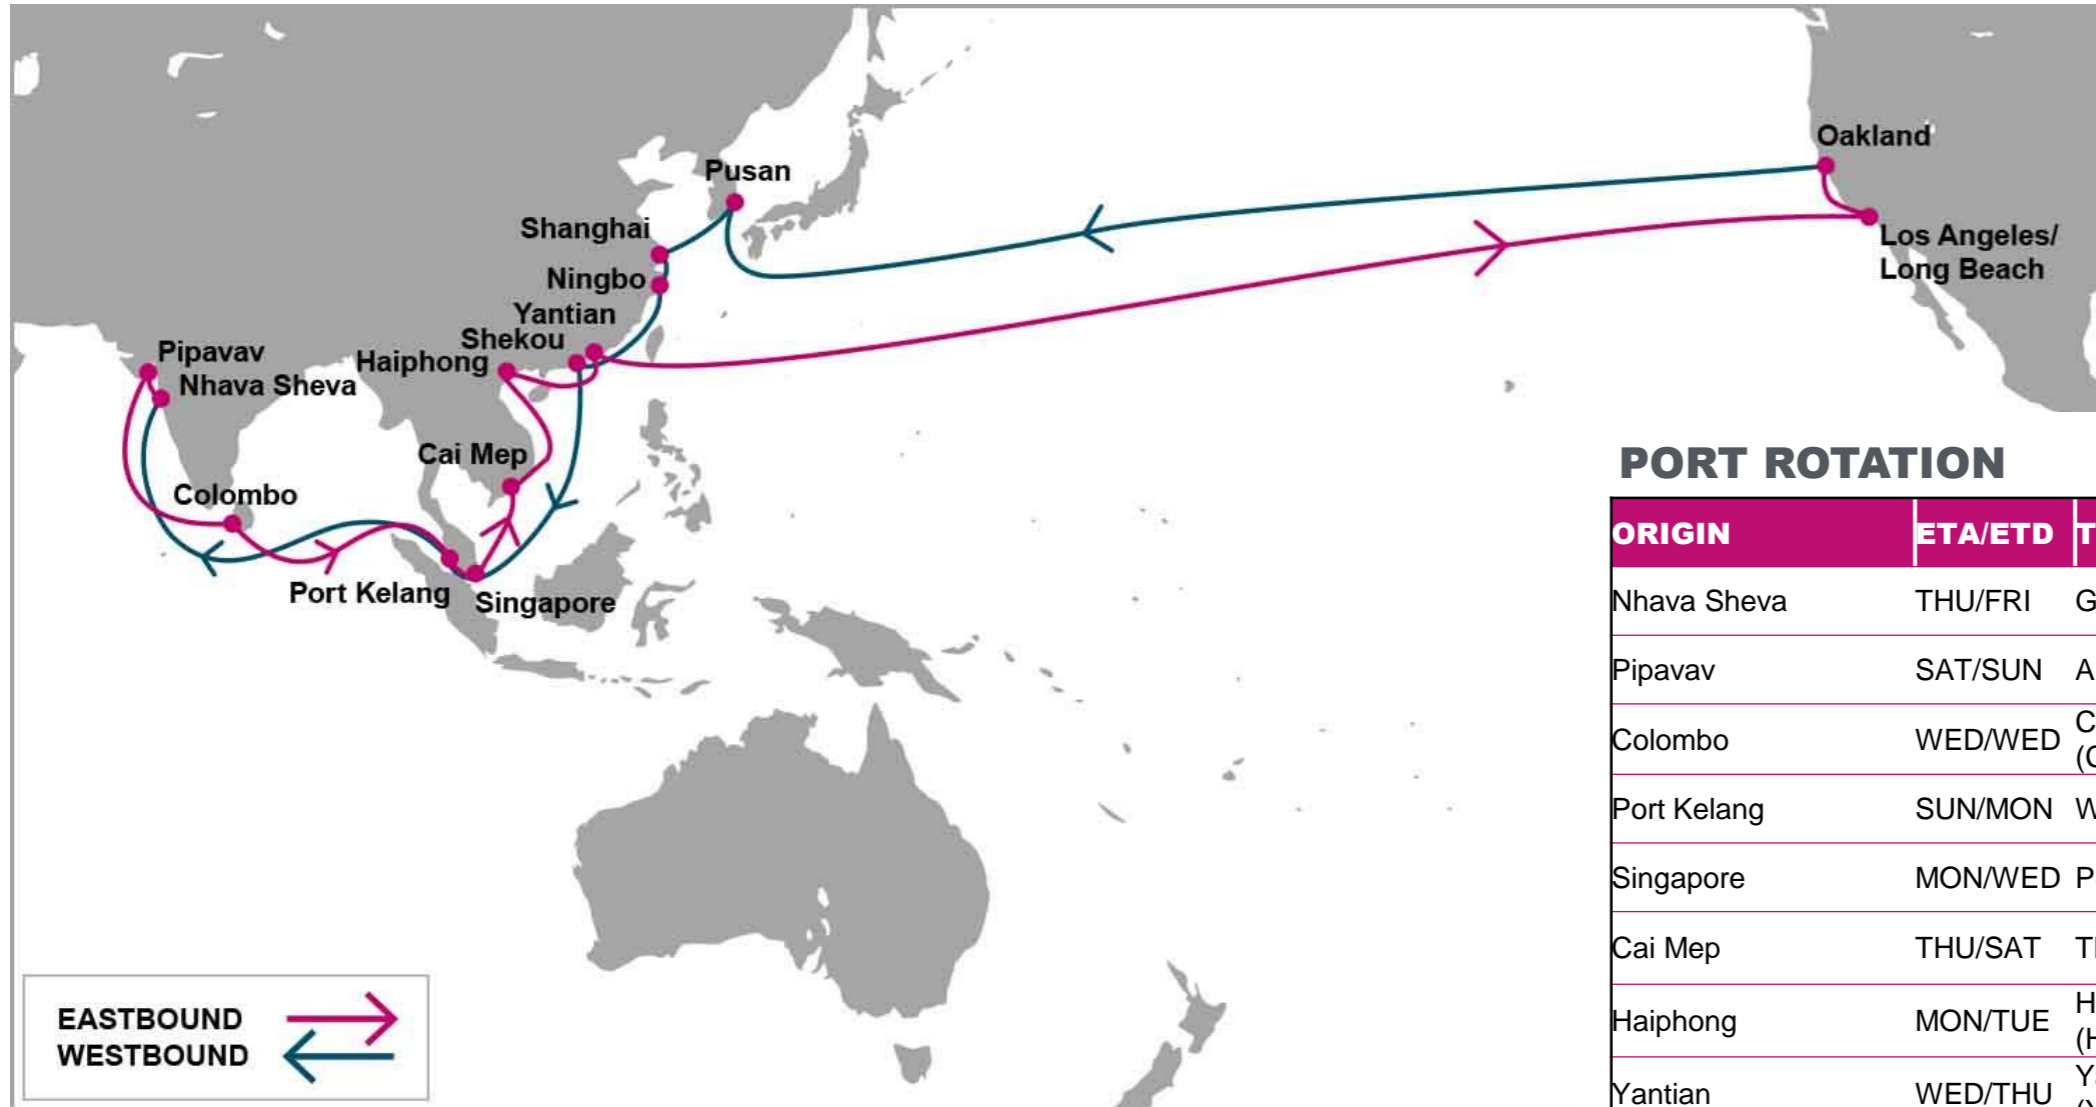 Oakland
Pusan
Shanghai
Los Angeles/
Long Beach
Ningbo
Yantian
Shekou
Pipavav
Haiphong
Nhava Sheva
Cai Mep
Colombo
Port Kelang
Singapore
EASTBOUND
WESTBOUND
PORT ROTATION
ORIGIN ETA/ETD T
Nhava Sheva THU/FRI G
Pipavav SAT/SUN A
Colombo WED/WED C
(C
Port Kelang SUN/MON W
Singapore MON/WED P
Cai Mep THU/SAT T
Haiphong MON/TUE H
(H
Yantian WED/THU Y